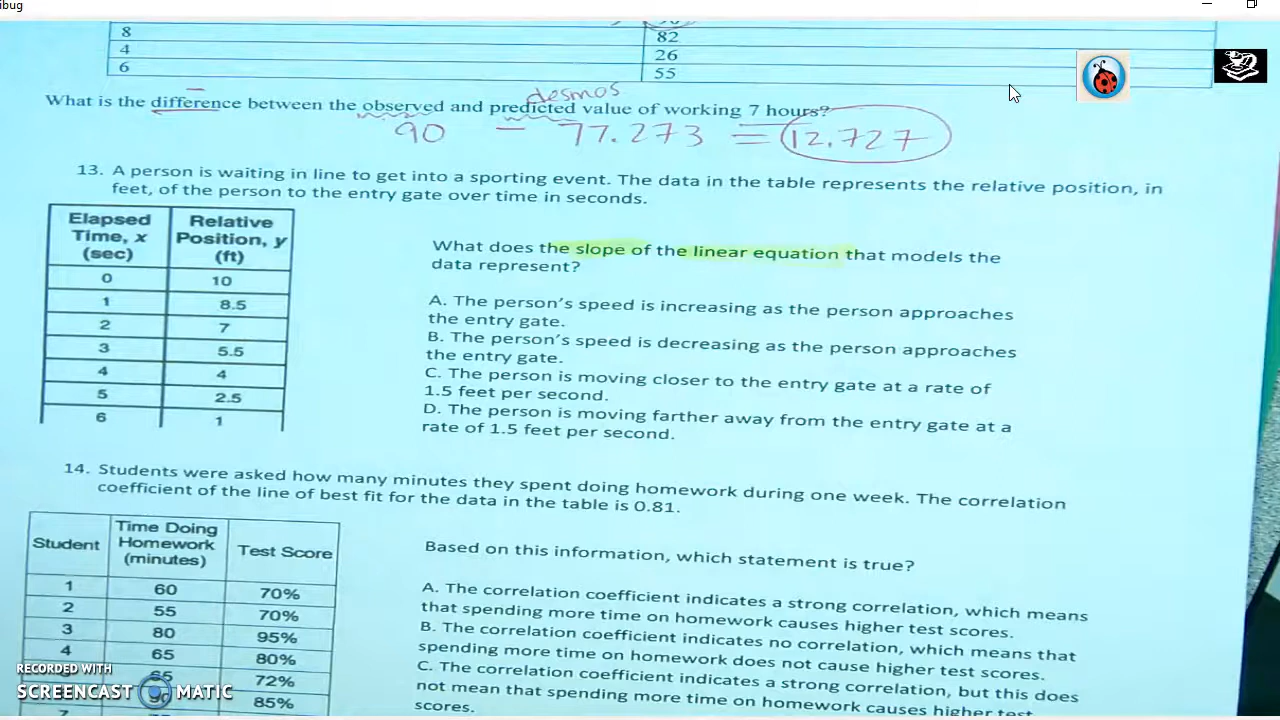 ibug
8 82
4 26
6 55
desmos
What is the difference between the observed and predicted value of working 7 hours?
90 – 77.273 = 12.727
13. A person is waiting in line to get into a sporting event. The data in the table represents the relative position, in
feet, of the person to the entry gate over time in seconds.
Elapsed Time, x (sec) Relative Position, y (ft)
0 10
1 8.5
2 7
3 5.5
4 4
5 2.5
6 1
What does the slope of the linear equation that models the
data represent?
A. The person's speed is increasing as the person approaches
the entry gate.
B. The person's speed is decreasing as the person approaches
the entry gate.
C. The person is moving closer to the entry gate at a rate of
1.5 feet per second.
D. The person is moving farther away from the entry gate at a
rate of 1.5 feet per second.
14. Students were asked how many minutes they spent doing homework during one week. The correlation
coefficient of the line of best fit for the data in the table is 0.81.
Student Time Doing Homework (minutes) Test Score
1 60 70%
2 55 70%
3 80 95%
4 65 80%
72%
85%
Based on this information, which statement is true?
A. The correlation coefficient indicates a strong correlation, which means
that spending more time on homework causes higher test scores.
B. The correlation coefficient indicates no correlation, which means that
spending more time on homework does not cause higher test scores.
C. The correlation coefficient indicates a strong correlation, but this does
not mean that spending more time on homework causes higher test
scores.
RECORDED WITH
SCREENCAST MATIC